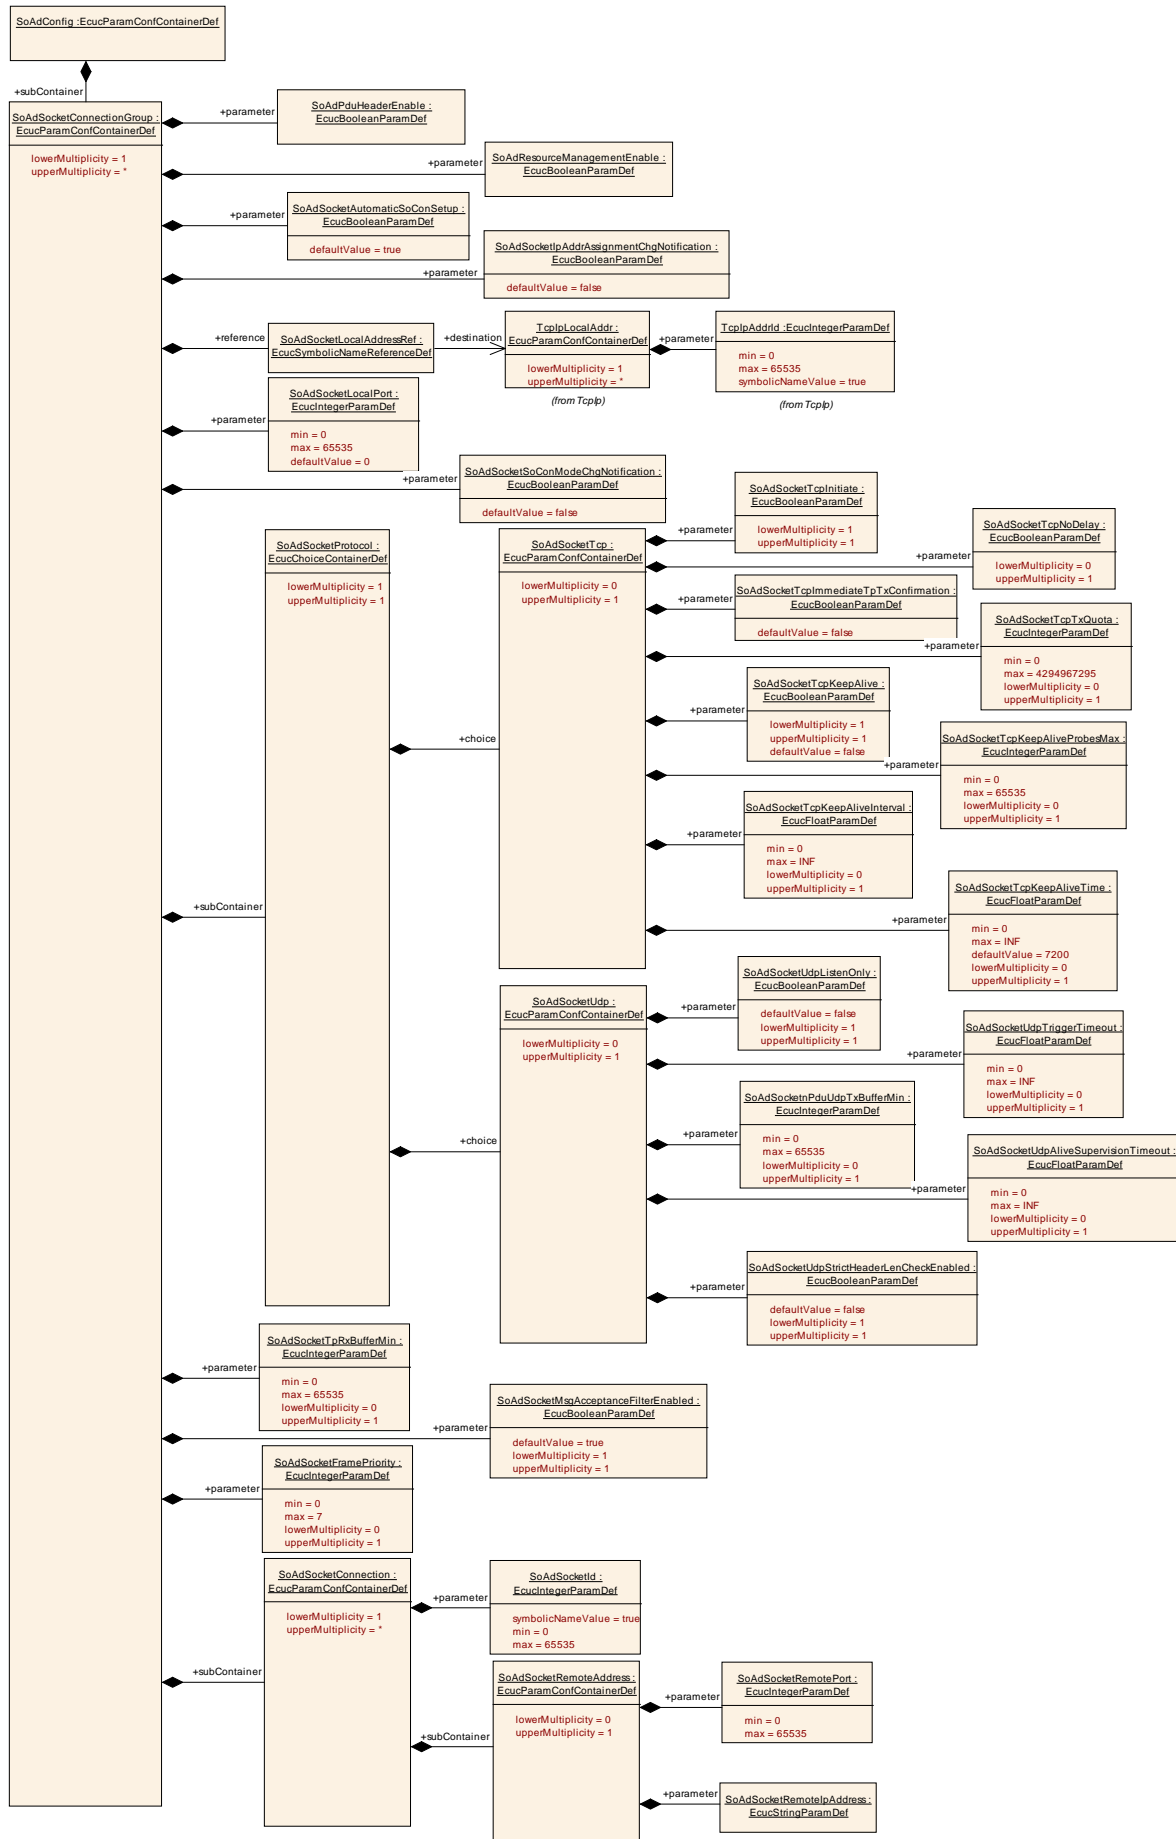 SoAdConfig :EcucParamConfContainerDef
+subContainer
SoAdSocketConnectionGroup :
EcucParamConfContainerDef
lowerMultiplicity = 1
upperMultiplicity = *
+parameter
SoAdPduHeaderEnable :
EcucBooleanParamDef
+parameter
SoAdResourceManagementEnable :
EcucBooleanParamDef
+parameter
SoAdSocketAutomaticSoConSetup :
EcucBooleanParamDef
defaultValue = true
+parameter
SoAdSocketIpAddrAssignmentChgNotification :
EcucBooleanParamDef
defaultValue = false
+reference
SoAdSocketLocalAddressRef :
EcucSymbolicNameReferenceDef
+destination
TcpIpLocalAddr :
EcucParamConfContainerDef
lowerMultiplicity = 1
upperMultiplicity = *
(from TcpIp)
+parameter
TcpIpAddrId :EcucIntegerParamDef
min = 0
max = 65535
symbolicNameValue = true
(from TcpIp)
+parameter
SoAdSocketLocalPort :
EcucIntegerParamDef
min = 0
max = 65535
defaultValue = 0
+parameter
SoAdSocketSoConModeChgNotification :
EcucBooleanParamDef
defaultValue = false
+subContainer
SoAdSocketProtocol :
EcucChoiceContainerDef
lowerMultiplicity = 1
upperMultiplicity = 1
+choice
SoAdSocketTcp :
EcucParamConfContainerDef
lowerMultiplicity = 0
upperMultiplicity = 1
+parameter
SoAdSocketTcpInitiate :
EcucBooleanParamDef
lowerMultiplicity = 1
upperMultiplicity = 1
+parameter
SoAdSocketTcpNoDelay :
EcucBooleanParamDef
lowerMultiplicity = 0
upperMultiplicity = 1
+parameter
SoAdSocketTcpImmediateTpTxConfirmation :
EcucBooleanParamDef
defaultValue = false
+parameter
SoAdSocketTcpTxQuota :
EcucIntegerParamDef
min = 0
max = 4294967295
lowerMultiplicity = 0
upperMultiplicity = 1
+parameter
SoAdSocketTcpKeepAlive :
EcucBooleanParamDef
lowerMultiplicity = 1
upperMultiplicity = 1
defaultValue = false
+parameter
SoAdSocketTcpKeepAliveProbesMax :
EcucIntegerParamDef
min = 0
max = 65535
lowerMultiplicity = 0
upperMultiplicity = 1
+parameter
SoAdSocketTcpKeepAliveInterval :
EcucFloatParamDef
min = 0
max = INF
lowerMultiplicity = 0
upperMultiplicity = 1
+parameter
SoAdSocketTcpKeepAliveTime :
EcucFloatParamDef
min = 0
max = INF
defaultValue = 7200
lowerMultiplicity = 0
upperMultiplicity = 1
+choice
SoAdSocketUdp :
EcucParamConfContainerDef
lowerMultiplicity = 0
upperMultiplicity = 1
+parameter
SoAdSocketUdpListenOnly :
EcucBooleanParamDef
defaultValue = false
lowerMultiplicity = 1
upperMultiplicity = 1
+parameter
SoAdSocketUdpTriggerTimeout :
EcucFloatParamDef
min = 0
max = INF
lowerMultiplicity = 0
upperMultiplicity = 1
+parameter
SoAdSocketnPduUdpTxBufferMin :
EcucIntegerParamDef
min = 0
max = 65535
lowerMultiplicity = 0
upperMultiplicity = 1
+parameter
SoAdSocketUdpAliveSupervisionTimeout :
EcucFloatParamDef
min = 0
max = INF
lowerMultiplicity = 0
upperMultiplicity = 1
+parameter
SoAdSocketUdpStrictHeaderLenCheckEnabled :
EcucBooleanParamDef
defaultValue = false
lowerMultiplicity = 1
upperMultiplicity = 1
+parameter
SoAdSocketTpRxBufferMin :
EcucIntegerParamDef
min = 0
max = 65535
lowerMultiplicity = 0
upperMultiplicity = 1
+parameter
SoAdSocketMsgAcceptanceFilterEnabled :
EcucBooleanParamDef
defaultValue = true
lowerMultiplicity = 1
upperMultiplicity = 1
+parameter
SoAdSocketFramePriority :
EcucIntegerParamDef
min = 0
max = 7
lowerMultiplicity = 0
upperMultiplicity = 1
+subContainer
SoAdSocketConnection :
EcucParamConfContainerDef
lowerMultiplicity = 1
upperMultiplicity = *
+parameter
SoAdSocketId :
EcucIntegerParamDef
symbolicNameValue = true
min = 0
max = 65535
+subContainer
SoAdSocketRemoteAddress :
EcucParamConfContainerDef
lowerMultiplicity = 0
upperMultiplicity = 1
+parameter
SoAdSocketRemotePort :
EcucIntegerParamDef
min = 0
max = 65535
+parameter
SoAdSocketRemoteIpAddress :
EcucStringParamDef